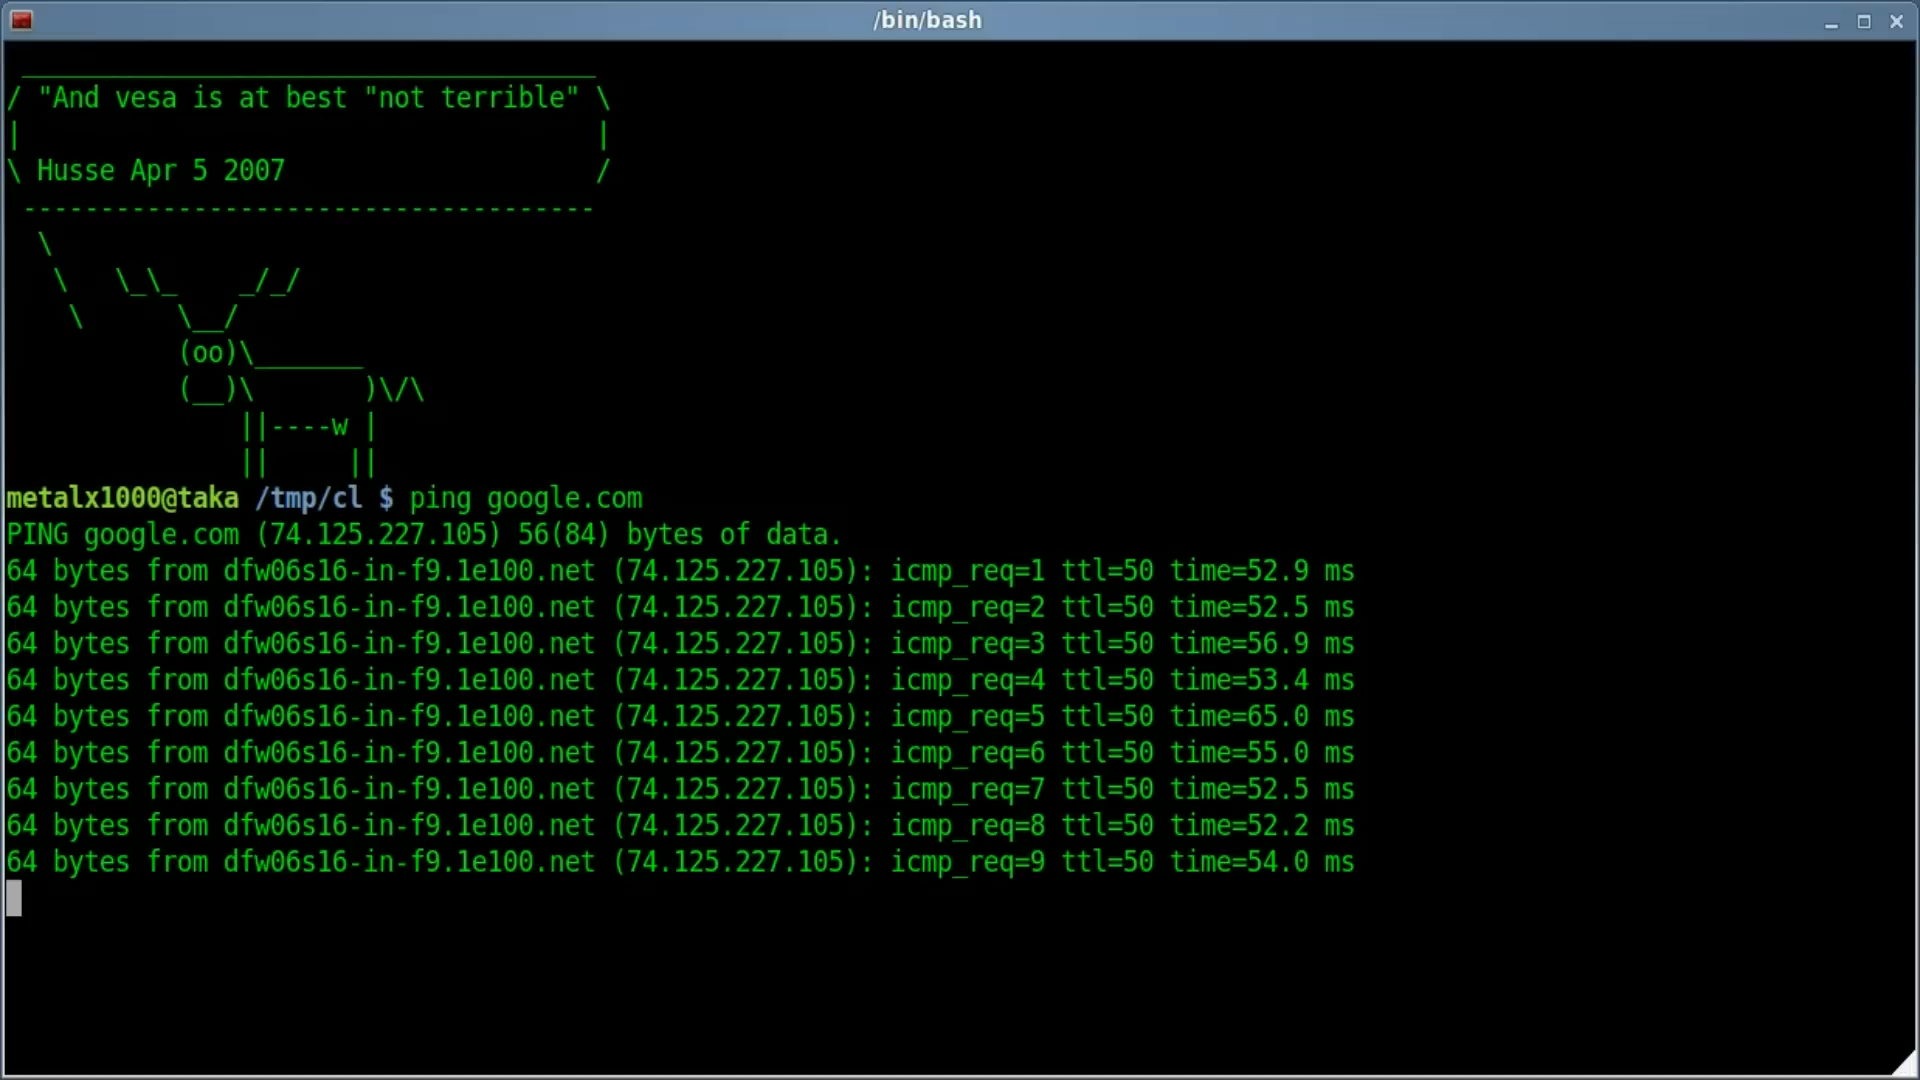 /bin/bash
 _____________________________________
/ "And vesa is at best "not terrible" \
|                                     |
\ Husse Apr 5 2007                    /
 -------------------------------------
  \
   \   \_\_    _/_/
    \      \__/
           (oo)\_______
           (__)\       )\/\
               ||----w |
               ||     ||
metalx1000@taka /tmp/cl $ ping google.com
PING google.com (74.125.227.105) 56(84) bytes of data.
64 bytes from dfw06s16-in-f9.1e100.net (74.125.227.105): icmp_req=1 ttl=50 time=52.9 ms
64 bytes from dfw06s16-in-f9.1e100.net (74.125.227.105): icmp_req=2 ttl=50 time=52.5 ms
64 bytes from dfw06s16-in-f9.1e100.net (74.125.227.105): icmp_req=3 ttl=50 time=56.9 ms
64 bytes from dfw06s16-in-f9.1e100.net (74.125.227.105): icmp_req=4 ttl=50 time=53.4 ms
64 bytes from dfw06s16-in-f9.1e100.net (74.125.227.105): icmp_req=5 ttl=50 time=65.0 ms
64 bytes from dfw06s16-in-f9.1e100.net (74.125.227.105): icmp_req=6 ttl=50 time=55.0 ms
64 bytes from dfw06s16-in-f9.1e100.net (74.125.227.105): icmp_req=7 ttl=50 time=52.5 ms
64 bytes from dfw06s16-in-f9.1e100.net (74.125.227.105): icmp_req=8 ttl=50 time=52.2 ms
64 bytes from dfw06s16-in-f9.1e100.net (74.125.227.105): icmp_req=9 ttl=50 time=54.0 ms